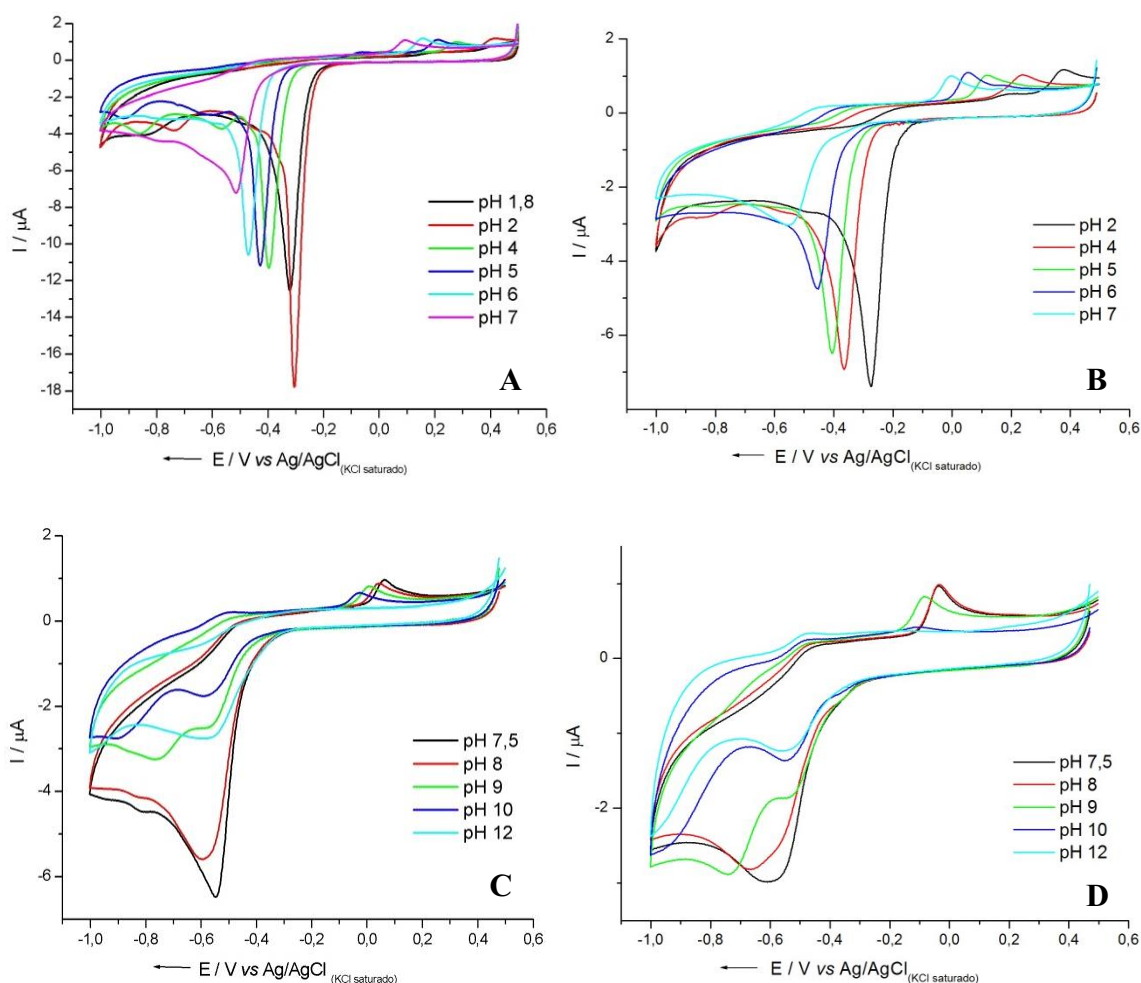 2
0
-2
-4
-6
-8
-10
-12
-14
-16
-18
I / µA
pH 1,8
pH 2
pH 4
pH 5
pH 6
pH 7
A
-1,0 -0,8 -0,6 -0,4 -0,2 0,0 0,2 0,4 0,6
E / V vs Ag/AgCl(KCl saturado)
2
0
-2
-4
-6
I / µA
pH 2
pH 4
pH 5
pH 6
pH 7
B
-1,0 -0,8 -0,6 -0,4 -0,2 0,0 0,2 0,4 0,6
E / V vs Ag/AgCl(KCl saturado)
2
0
-2
-4
-6
I / µA
pH 7,5
pH 8
pH 9
pH 10
pH 12
C
-1,0 -0,8 -0,6 -0,4 -0,2 0,0 0,2 0,4 0,6
E / V vs Ag/AgCl (KCl saturado)
0
-2
I / µA
pH 7,5
pH 8
pH 9
pH 10
pH 12
D
-1,0 -0,8 -0,6 -0,4 -0,2 0,0 0,2 0,4 0,6
E / V vs Ag/AgCl (KCl saturado)